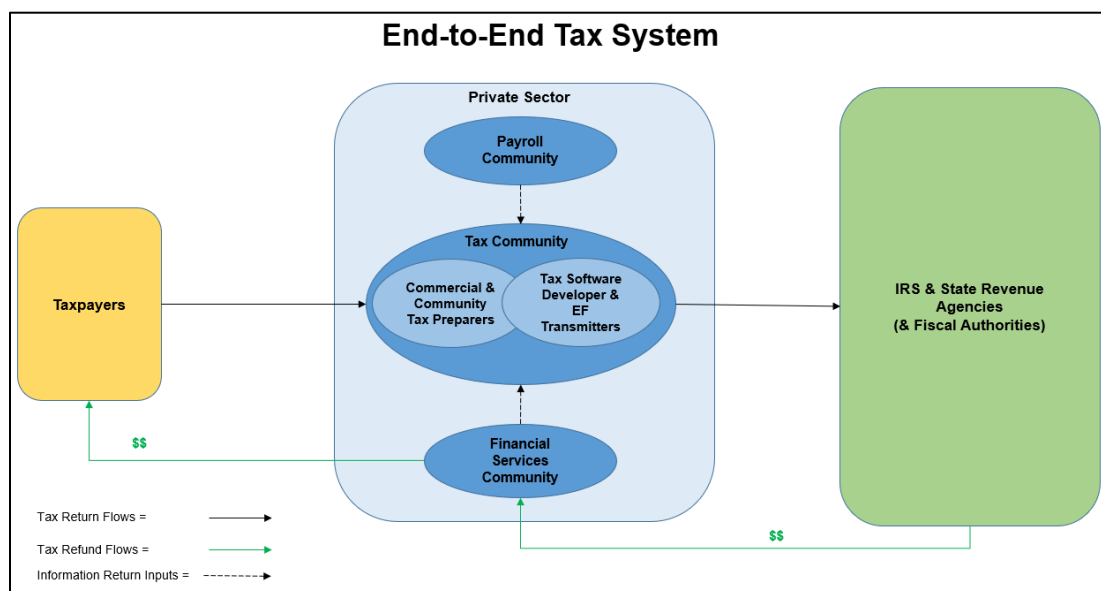 End-to-End Tax System
Private Sector
Payroll
Community
Tax Community
Commercial &
Community
Tax Preparers
Tax Software
Developer &
EF
Transmitters
Taxpayers
IRS & State Revenue
Agencies
(& Fiscal Authorities)
$$
Financial
Services
Community
$$
Tax Return Flows =
Tax Refund Flows =
Information Return Inputs =